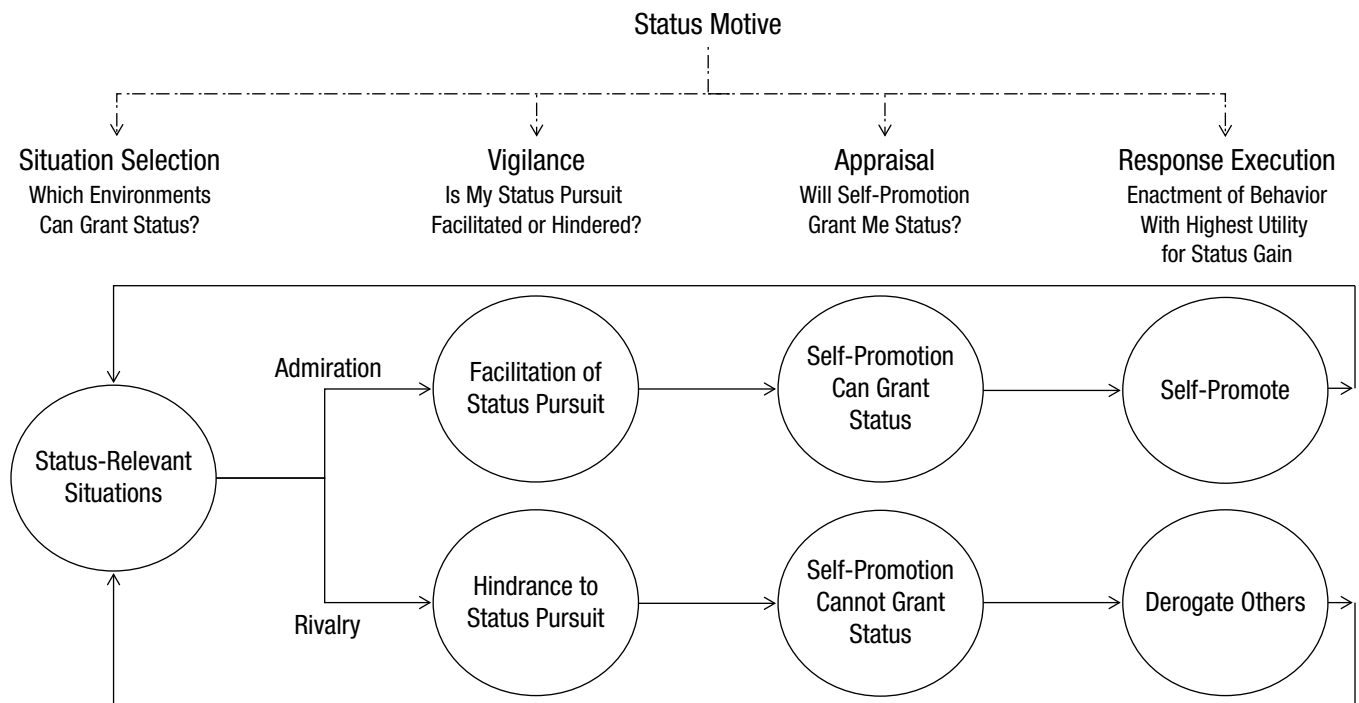 Status Motive
Situation Selection
Which Environments
Can Grant Status?
Vigilance
Is My Status Pursuit
Facilitated or Hindered?
Appraisal
Will Self-Promotion
Grant Me Status?
Response Execution
Enactment of Behavior
With Highest Utility
for Status Gain
Status-Relevant
Situations
Admiration
Facilitation of
Status Pursuit
Self-Promotion
Can Grant
Status
Self-Promote
Rivalry
Hindrance to
Status Pursuit
Self-Promotion
Cannot Grant
Status
Derogate Others